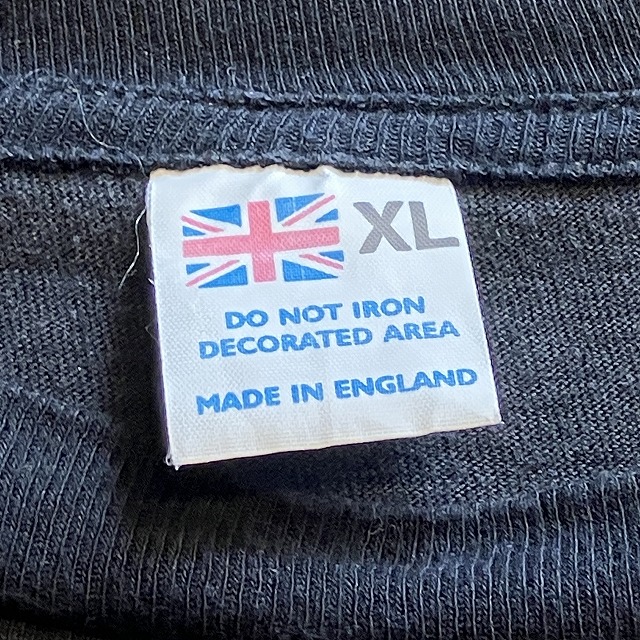 XL
DO NOT IRON
DECORATED AREA
MADE IN ENGLAND